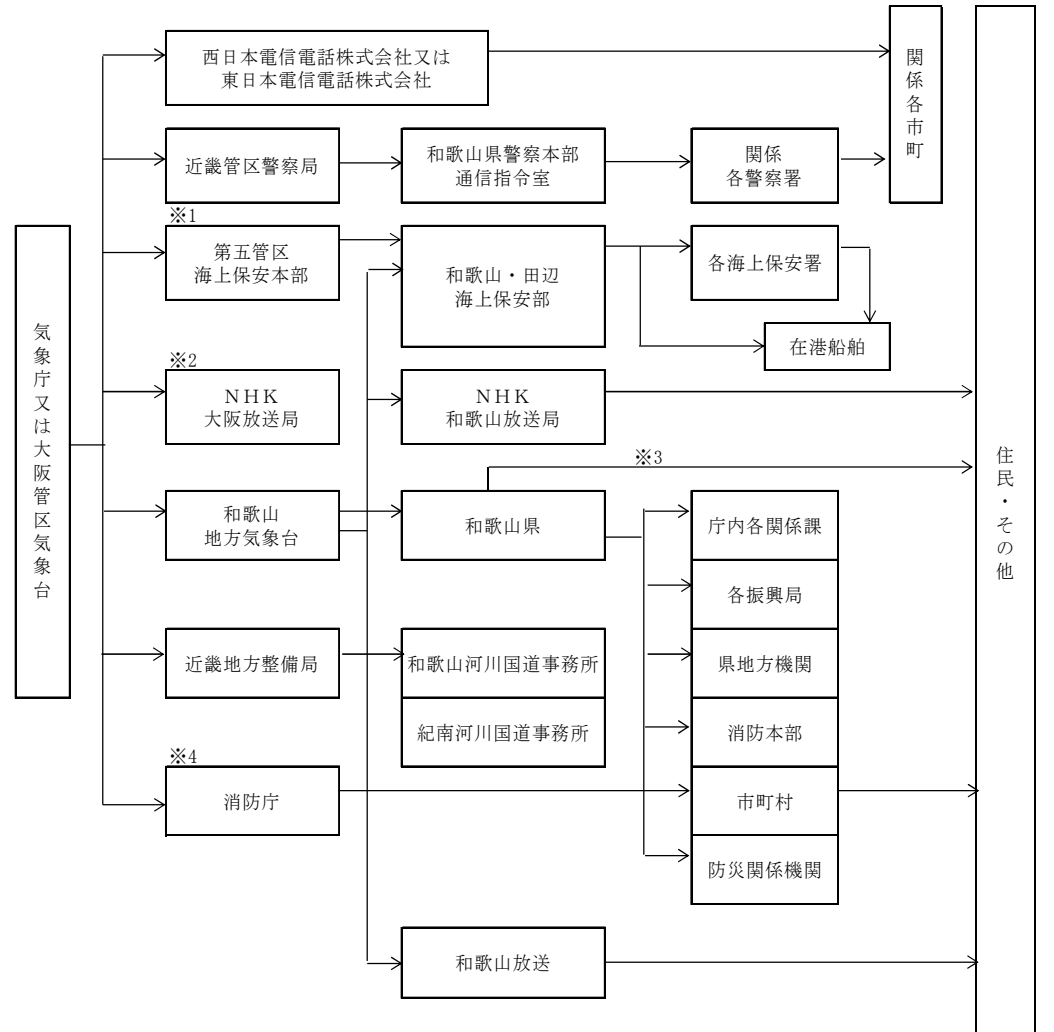 西日本電信電話株式会社又は
東日本電信電話株式会社
関係各市町
近畿管区警察局
和歌山県警察本部
通信指令室
関係
各警察署
※1
第五管区
海上保安本部
和歌山・田辺
海上保安部
各海上保安署
在港船舶
気象庁又は大阪管区気象台
※2
NHK
大阪放送局
NHK
和歌山放送局
※3
住民・その他
和歌山
地方気象台
和歌山県
庁内各関係課
各振興局
近畿地方整備局
和歌山河川国道事務所
県地方機関
紀南河川国道事務所
消防本部
※4
消防庁
市町村
防災関係機関
和歌山放送